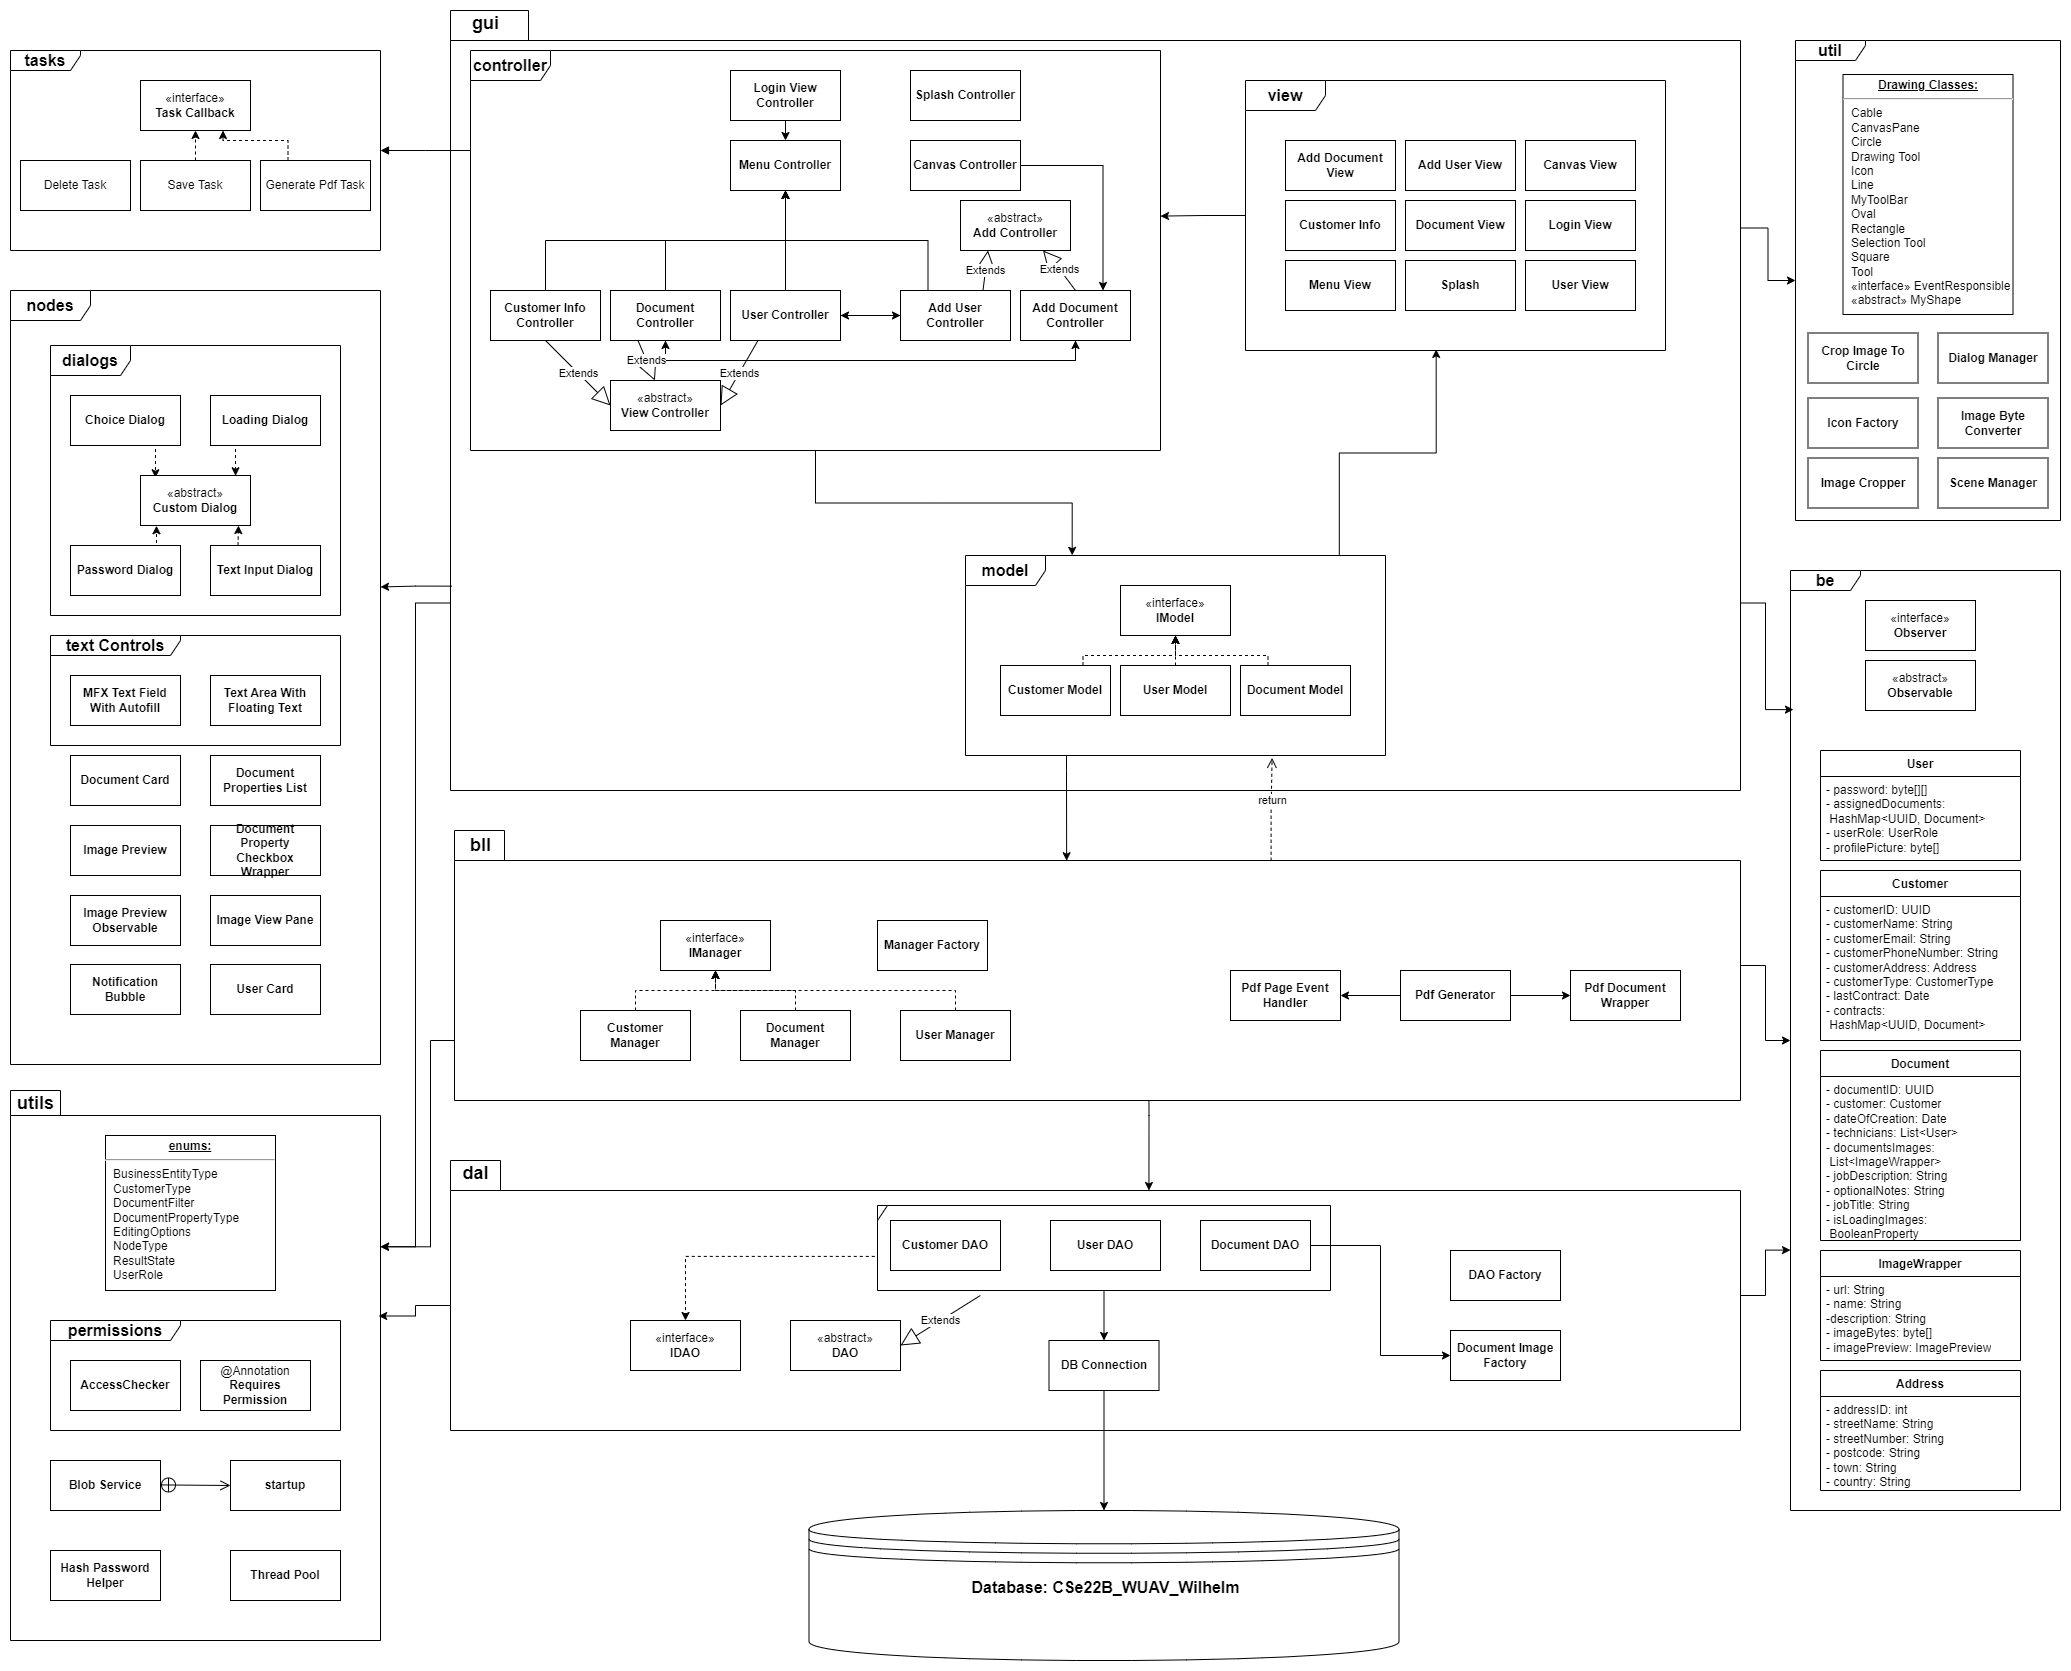 gui
tasks
«interface»
Task Callback
Delete Task
Save Task
Generate Pdf Task
controller
Login View
Controller
Splash Controller
Menu Controller
Canvas Controller
«abstract»
Add Controller
Extends
Extends
Customer Info
Controller
Document
Controller
User Controller
Add User
Controller
Add Document
Controller
Extends
Extends
Extends
«abstract»
View Controller
view
Add Document
View
Add User View
Canvas View
Customer Info
Document View
Login View
Menu View
Splash
User View
util
Drawing Classes:
Cable
CanvasPane
Circle
Drawing Tool
Icon
Line
MyToolBar
Oval
Rectangle
Selection Tool
Square
Tool
«interface» EventResponsible
«abstract» MyShape
Crop Image To
Circle
Dialog Manager
Icon Factory
Image Byte
Converter
Image Cropper
Scene Manager
nodes
dialogs
Choice Dialog
Loading Dialog
«abstract»
Custom Dialog
Password Dialog
Text Input Dialog
text Controls
MFX Text Field
With Autofill
Text Area With
Floating Text
Document Card
Document
Properties List
Image Preview
Document
Property
Checkbox
Wrapper
Image Preview
Observable
Image View Pane
Notification
Bubble
User Card
model
«interface»
IModel
Customer Model
User Model
Document Model
return
be
«interface»
Observer
«abstract»
Observable
User
- password: byte[][]
- assignedDocuments:
HashMap<UUID, Document>
- userRole: UserRole
- profilePicture: byte[]
Customer
- customerID: UUID
- customerName: String
- customerEmail: String
- customerPhoneNumber: String
- customerAddress: Address
- customerType: CustomerType
- lastContract: Date
- contracts:
HashMap<UUID, Document>
Document
- documentID: UUID
- customer: Customer
- dateOfCreation: Date
- technicians: List<User>
- documentsImages:
List<ImageWrapper>
- jobDescription: String
- optionalNotes: String
- jobTitle: String
- isLoadingImages:
BooleanProperty
ImageWrapper
- url: String
- name: String
-description: String
- imageBytes: byte[]
- imagePreview: ImagePreview
Address
- addressID: int
- streetName: String
- streetNumber: String
- postcode: String
- town: String
- country: String
bll
«interface»
IManager
Manager Factory
Customer
Manager
Document
Manager
User Manager
Pdf Page Event
Handler
Pdf Generator
Pdf Document
Wrapper
utils
enums:
BusinessEntityType
CustomerType
DocumentFilter
DocumentPropertyType
EditingOptions
NodeType
ResultState
UserRole
permissions
AccessChecker
@Annotation
Requires
Permission
Blob Service
startup
Hash Password
Helper
Thread Pool
dal
Customer DAO
User DAO
Document DAO
DAO Factory
«interface»
IDAO
«abstract»
DAO
Extends
DB Connection
Document Image
Factory
Database: CSe22B_WUAV_Wilhelm